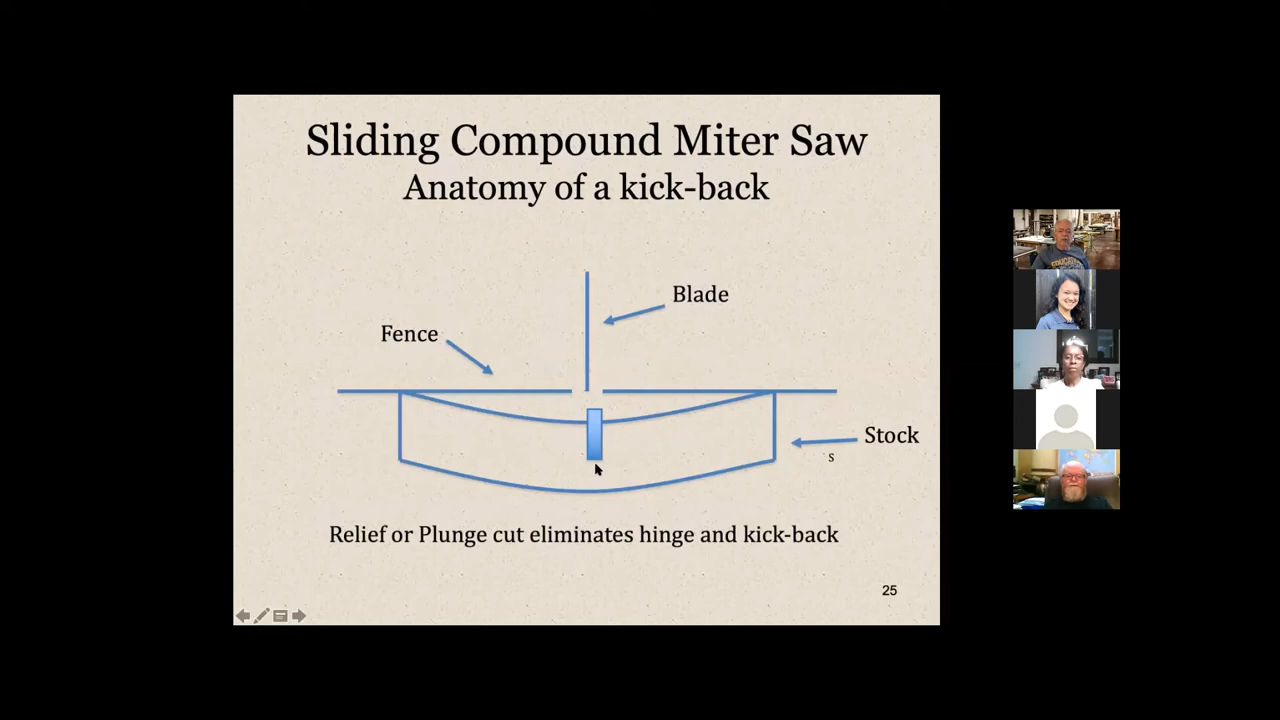 Sliding Compound Miter Saw
Anatomy of a kick-back
Blade
Fence
Stock
s
Relief or Plunge cut eliminates hinge and kick-back
25